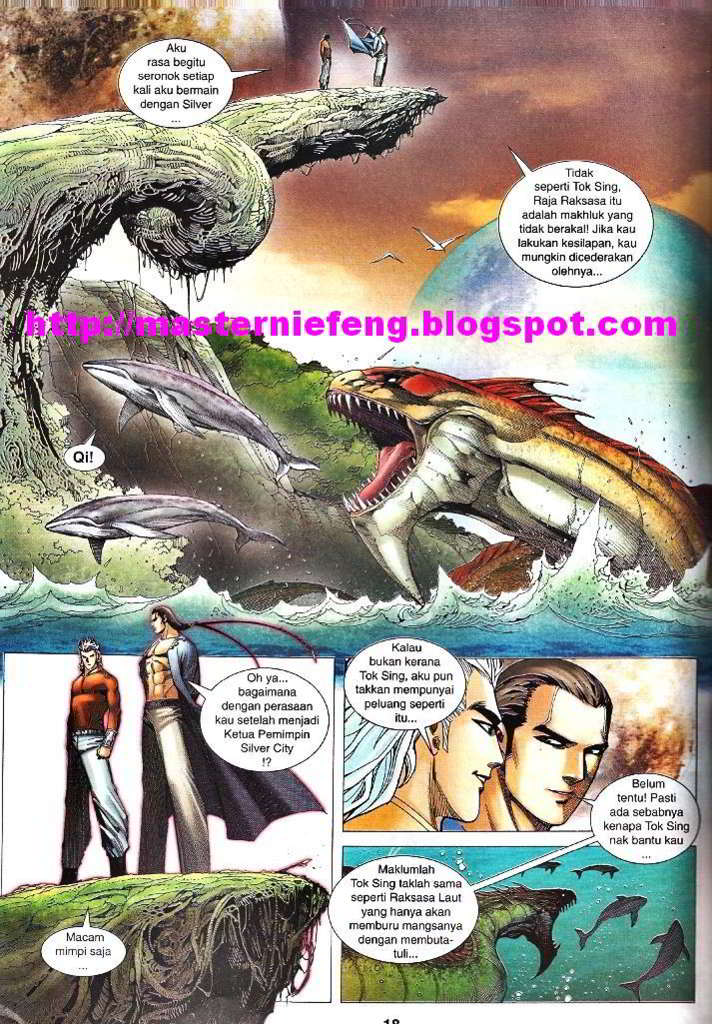 Aku
rasa begitu
seronok setiap
kali aku bermain
dengan Silver
...
Tidak
seperti Tok Sing,
Raja Raksasa itu
adalah makhluk yang
tidak berakal! Jika kau
lakukan kesilapan, kau
mungkin dicederakan
olehnya...
http://masterniefeng.blogspot.com
Qi!
Oh ya...
bagaimana
dengan perasaan
kau setelah menjadi
Ketua Pemimpin
Silver City
!?
Macam
mimpi saja
...
Kalau
bukan kerana
Tok Sing, aku pun
takkan mempunyai
peluang seperti
itu...
Belum
tentu! Pasti
ada sebabnya
kenapa Tok Sing
nak bantu kau
...
Maklumlah
Tok Sing taklah sama
seperti Raksasa Laut
yang hanya akan
memburu mangsanya
dengan membuta-
tuli...
18